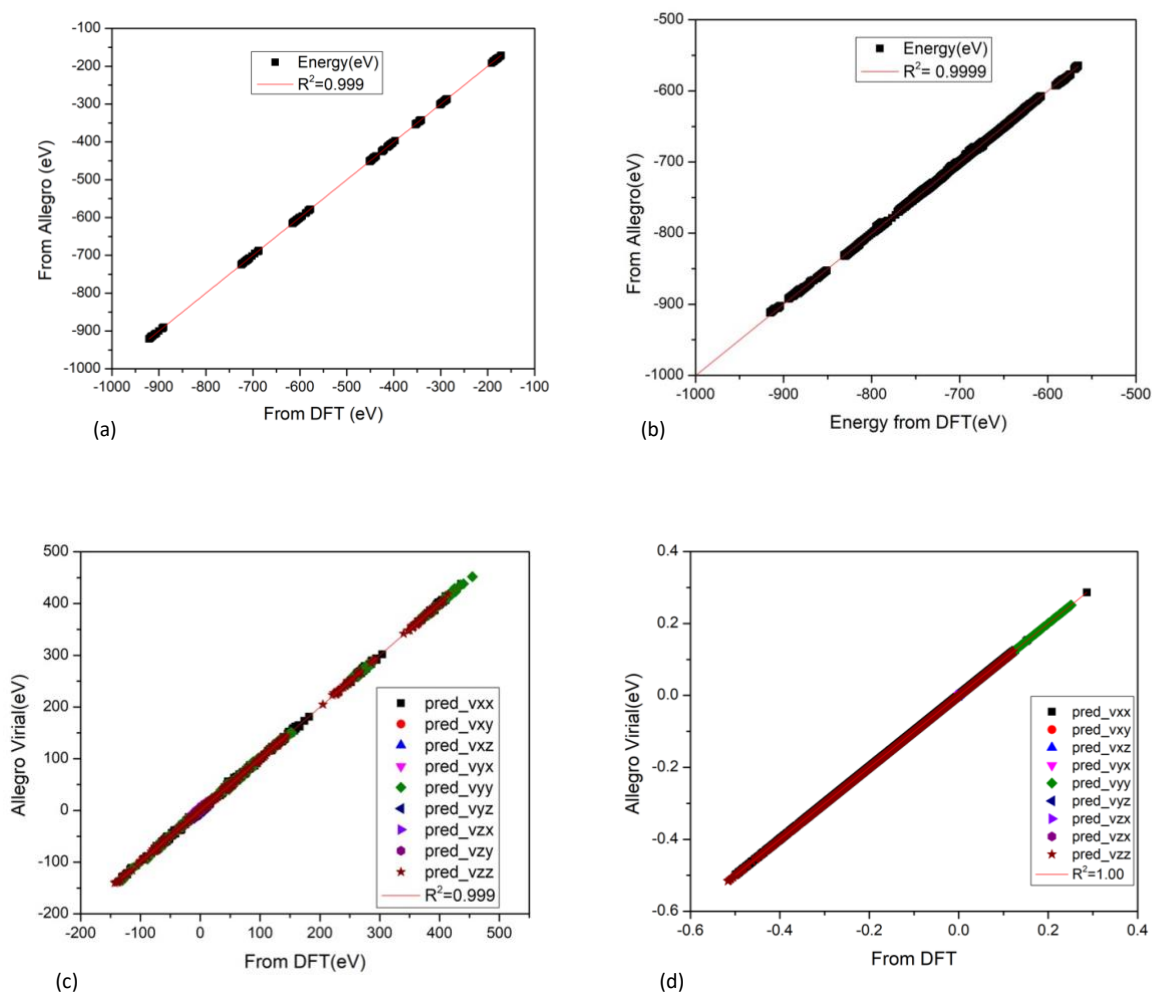 -100
-200
-300
-400
-500
-600
-700
-800
-900
-1000
From Allegro (eV)
Energy(eV)
R²=0.999
-1000 -900 -800 -700 -600 -500 -400 -300 -200 -100
From DFT (eV)
(a)
-500
-600
-700
-800
-900
-1000
From Allegro(eV)
Energy(eV)
R²= 0.9999
-1000 -900 -800 -700 -600 -500
Energy from DFT(eV)
(b)
500
400
300
200
100
0
-100
-200
Allegro Virial(eV)
pred_vxx
pred_vxy
pred_vxz
pred_vyx
pred_vyy
pred_vyz
pred_vzx
pred_vzy
pred_vzz
R²=0.999
-200 -100 0 100 200 300 400 500
From DFT(eV)
(c)
0.4
0.2
0.0
-0.2
-0.4
-0.6
Allegro Virial(eV)
pred_vxx
pred_vxy
pred_vxz
pred_vyx
pred_vyy
pred_vyz
pred_vzx
pred_vzx
pred_vzz
R²=1.00
-0.6 -0.4 -0.2 0.0 0.2 0.4
From DFT
(d)